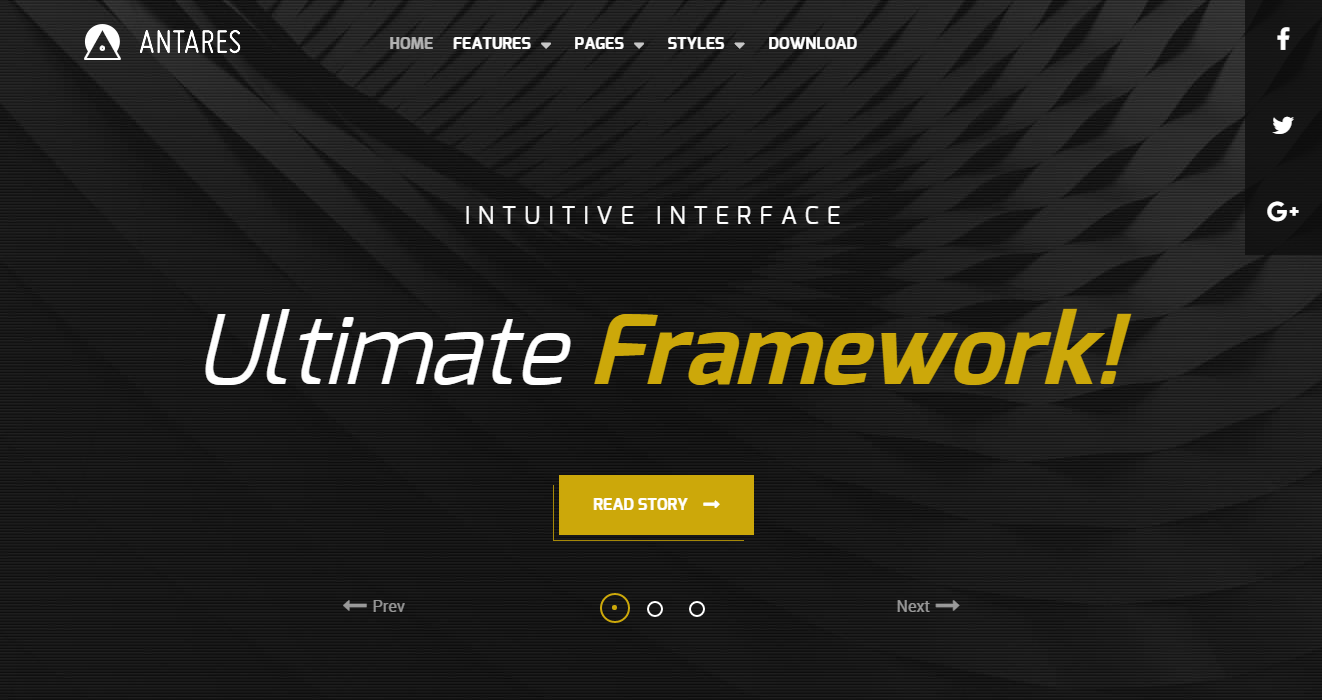 ANTARES
HOME FEATURES PAGES STYLES DOWNLOAD
INTUITIVE INTERFACE
Ultimate Framework!
READ STORY
Prev
Next